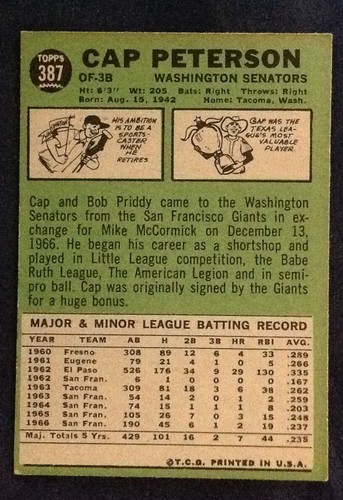 TOPPS
387
CAP PETERSON
OF-3B WASHINGTON SENATORS
Ht: 6'3" Wt: 205 Bats: Right Throws: Right
Born: Aug. 15, 1942 Home: Tacoma, Wash.
HIS AMBITION
IS TO BE A
SPORTS-
CASTER
WHEN
HE
RETIRES
CAP WAS THE
TEXAS LEA-
GUE'S MOST
VALUABLE
PLAYER.
Cap and Bob Priddy came to the Washington
Senators from the San Francisco Giants in ex-
change for Mike McCormick on December 13,
1966. He began his career as a shortshop and
played in Little League competition, the Babe
Ruth League, The American Legion and in semi-
pro ball. Cap was originally signed by the Giants
for a huge bonus.
MAJOR & MINOR LEAGUE BATTING RECORD
YEAR TEAM AB H 2B 3B HR RBI AVG.
1960 Fresno 308 89 12 6 4 33 .289
1961 Eugene 79 21 4 1 0 5 .266
1962 El Paso 526 176 34 9 29 130 .335
1962 San Fran. 6 1 0 0 0 0 .167
1963 Tacoma 309 81 18 3 6 38 .262
1963 San Fran. 54 14 2 0 1 2 .259
1964 San Fran. 74 15 1 1 1 8 .203
1965 San Fran. 105 26 7 0 3 15 .248
1966 San Fran. 190 45 6 1 2 19 .237
Maj. Totals 5 Yrs. 429 101 16 2 7 44 .235
©T.C.G. PRINTED IN U.S.A.